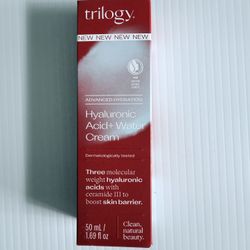 trilogy.
NEW NEW NEW NEW NEW
ADVANCED HYDRATION
Hyaluronic
Acid+ Water
Cream
Dermatologically tested
Three molecular
weight hyaluronic
acids with
ceramide III to
boost skin barrier.
50 mL /
1.69 fl oz
Clean,
natural
beauty.